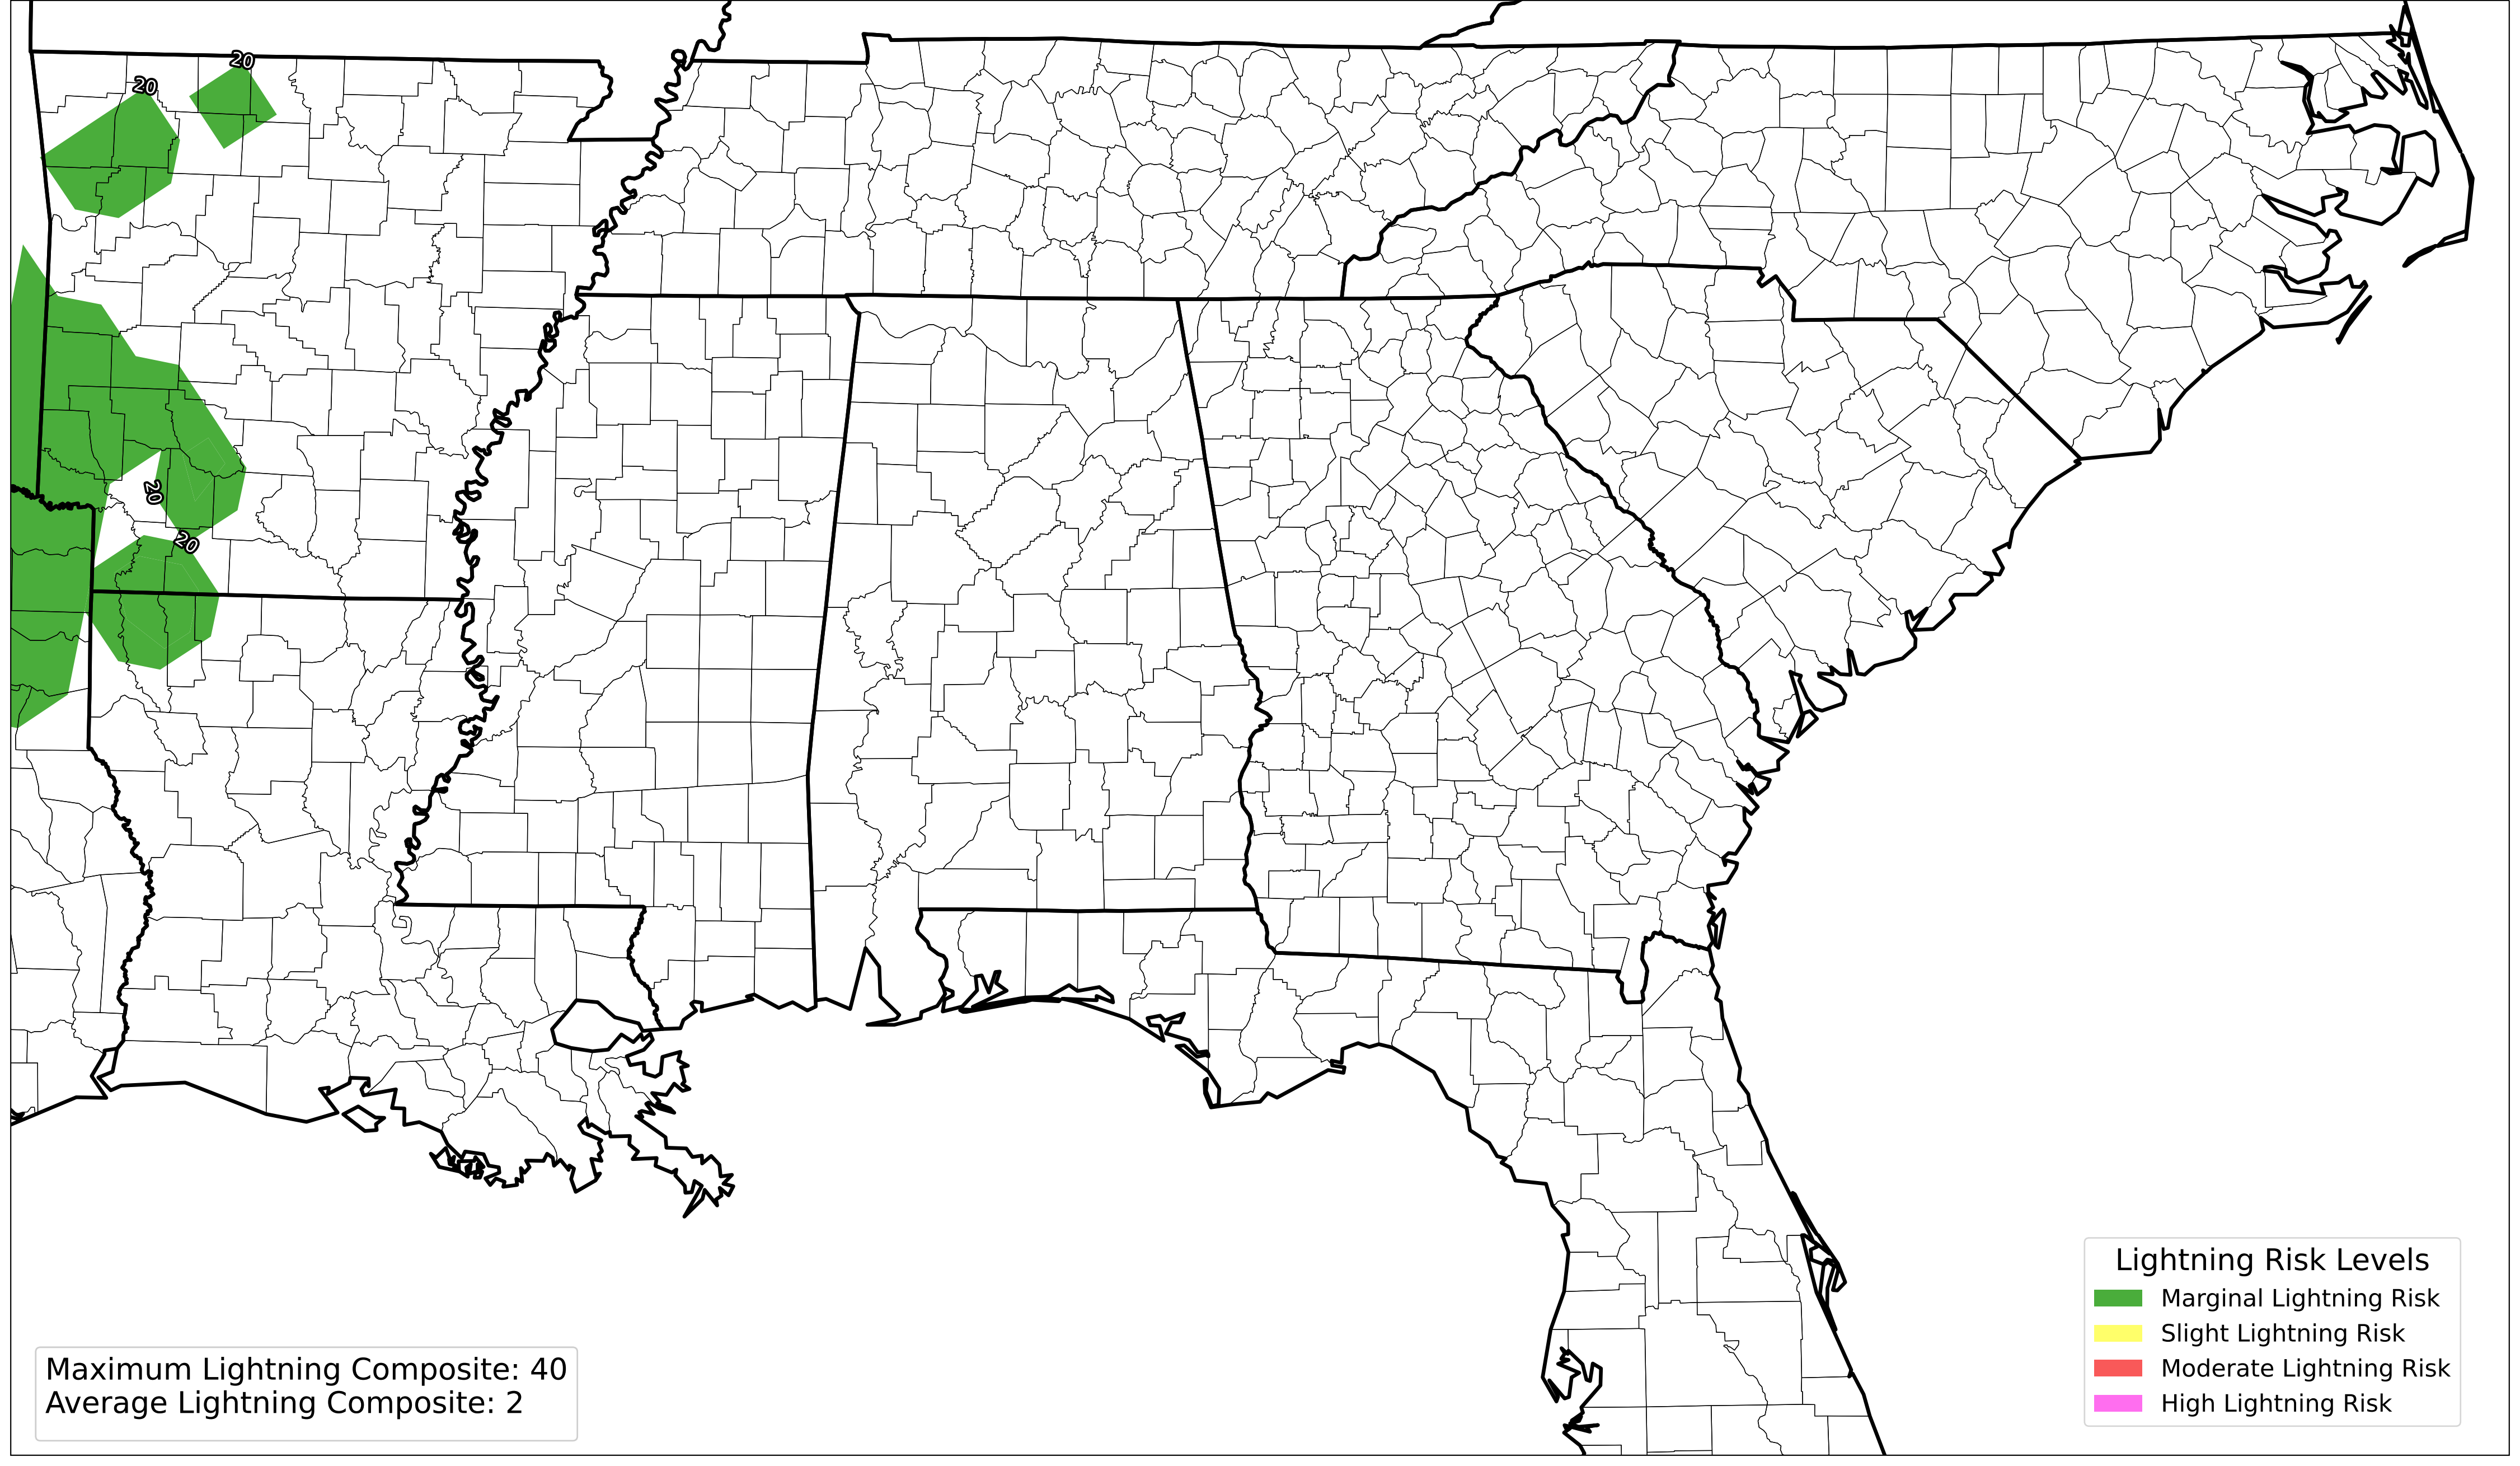 20
20
20
20
Maximum Lightning Composite: 40
Average Lightning Composite: 2
Lightning Risk Levels
Marginal Lightning Risk
Slight Lightning Risk
Moderate Lightning Risk
High Lightning Risk